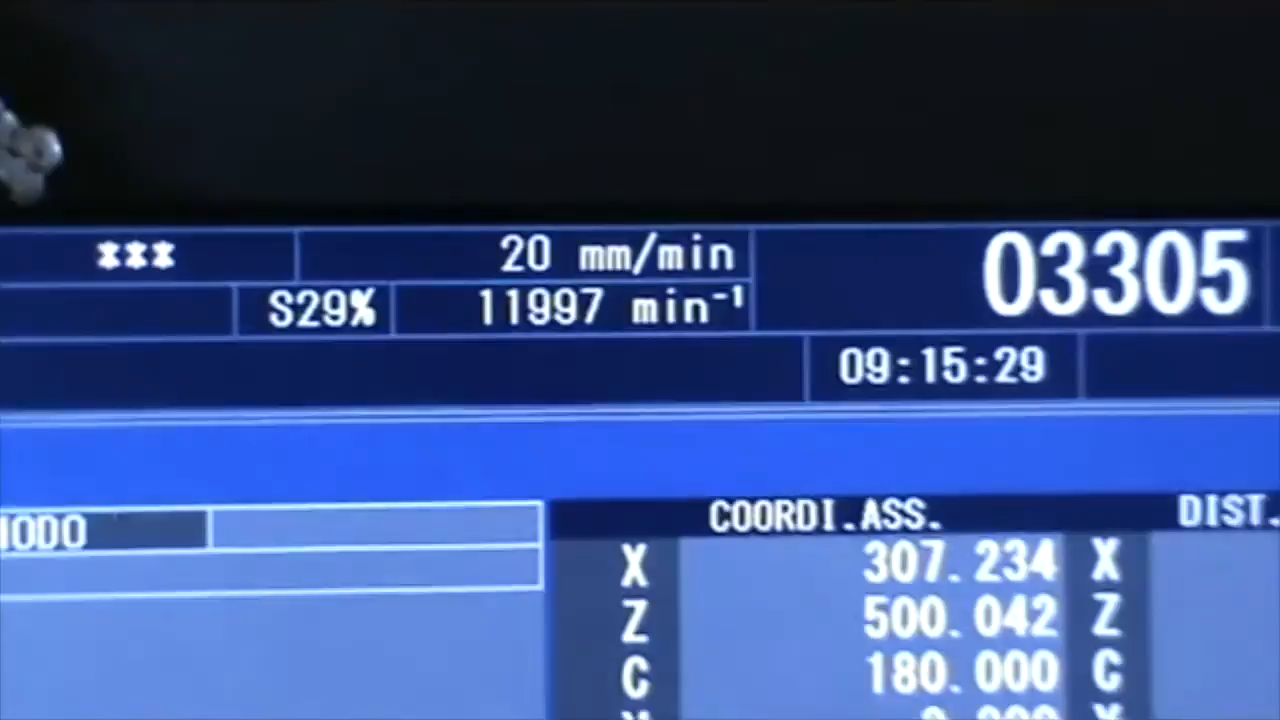 *** 20 mm/min 03305
S29% 11997 min⁻¹
09:15:29
MODO COORDI.ASS. DIST.
X 307.234 X
Z 500.042 Z
C 180.000 C